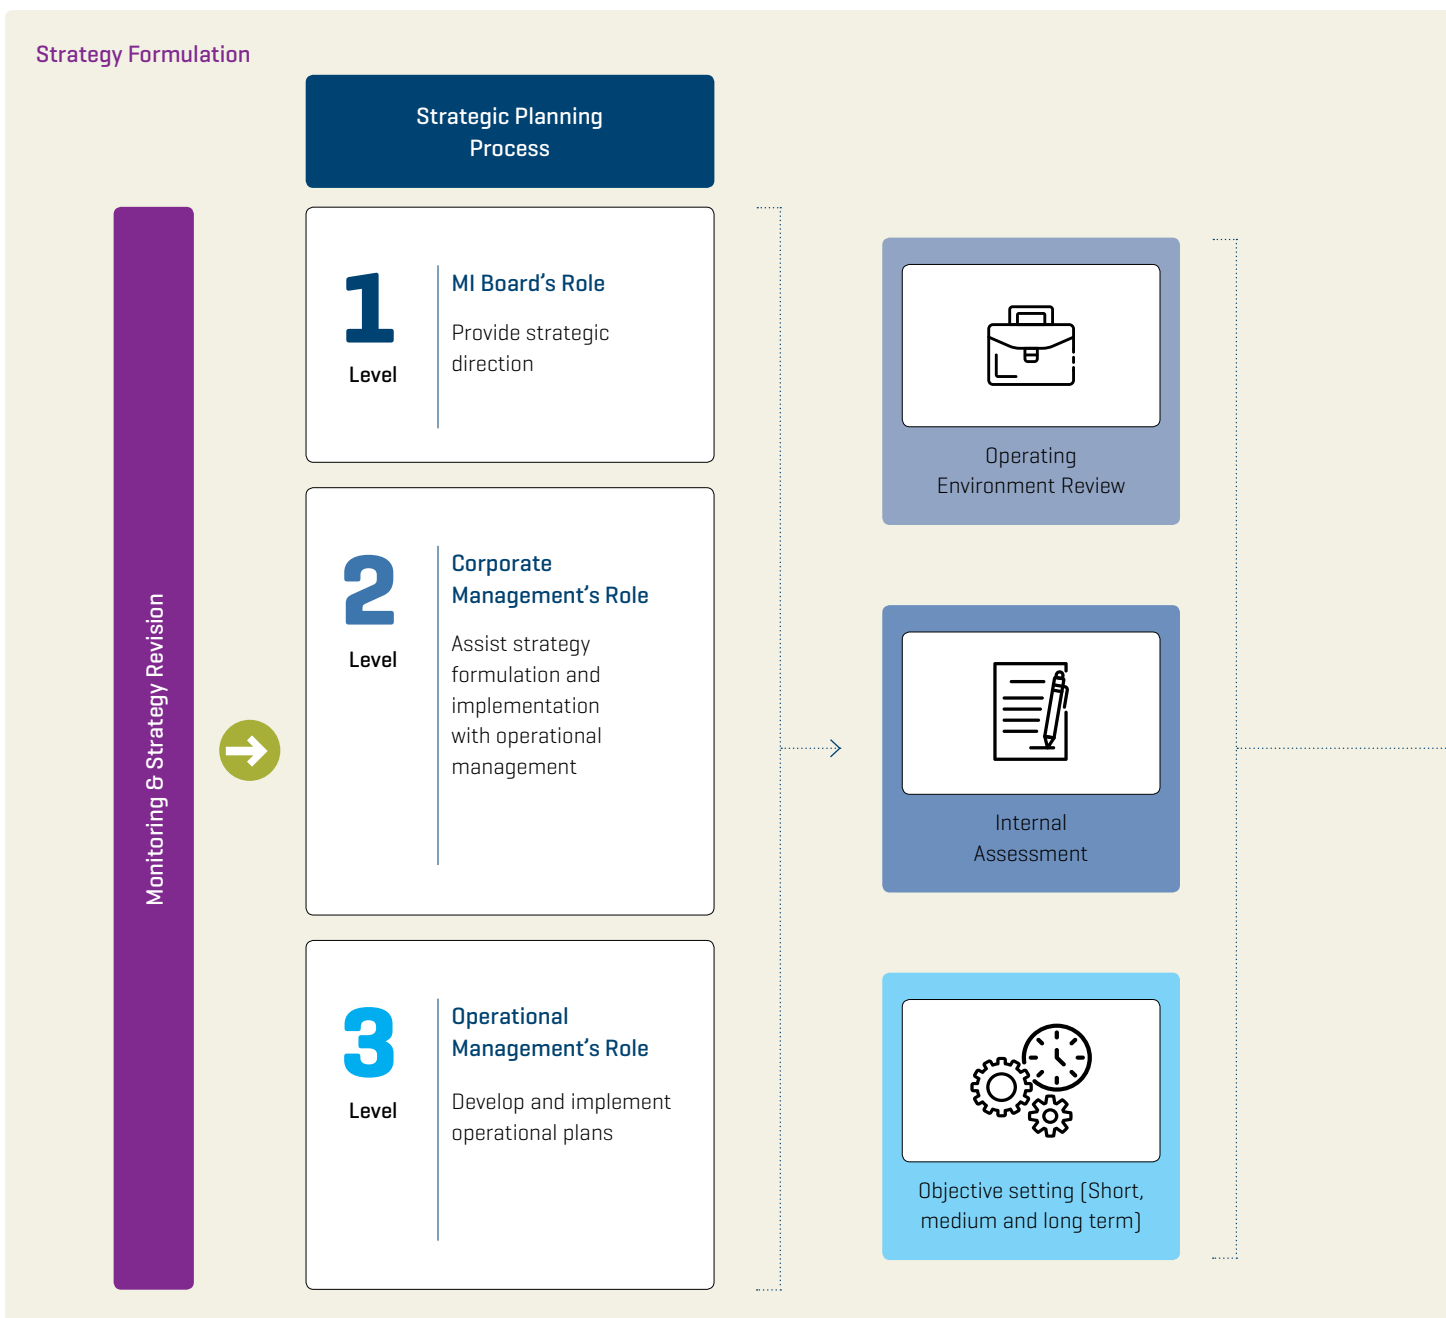 Strategy Formulation
Strategic Planning
Process
Monitoring & Strategy Revision
1
Level
MI Board’s Role
Provide strategic
direction
2
Level
Corporate
Management’s Role
Assist strategy
formulation and
implementation
with operational
management
3
Level
Operational
Management’s Role
Develop and implement
operational plans
Operating
Environment Review
Internal
Assessment
Objective setting (Short,
medium and long term)